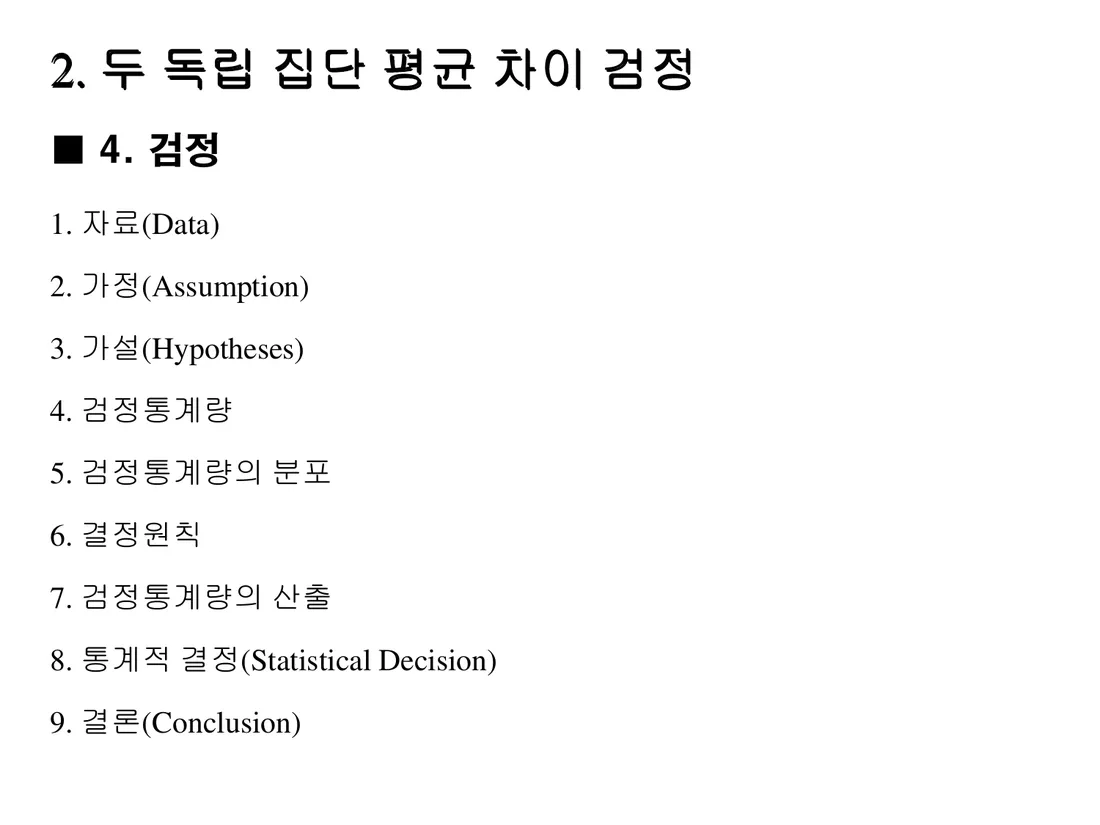 2. 두 독립 집단 평균 차이 검정
■ 4. 검정
1. 자료(Data)
2. 가정(Assumption)
3. 가설(Hypotheses)
4. 검정통계량
5. 검정통계량의 분포
6. 결정원칙
7. 검정통계량의 산출
8. 통계적 결정(Statistical Decision)
9. 결론(Conclusion)